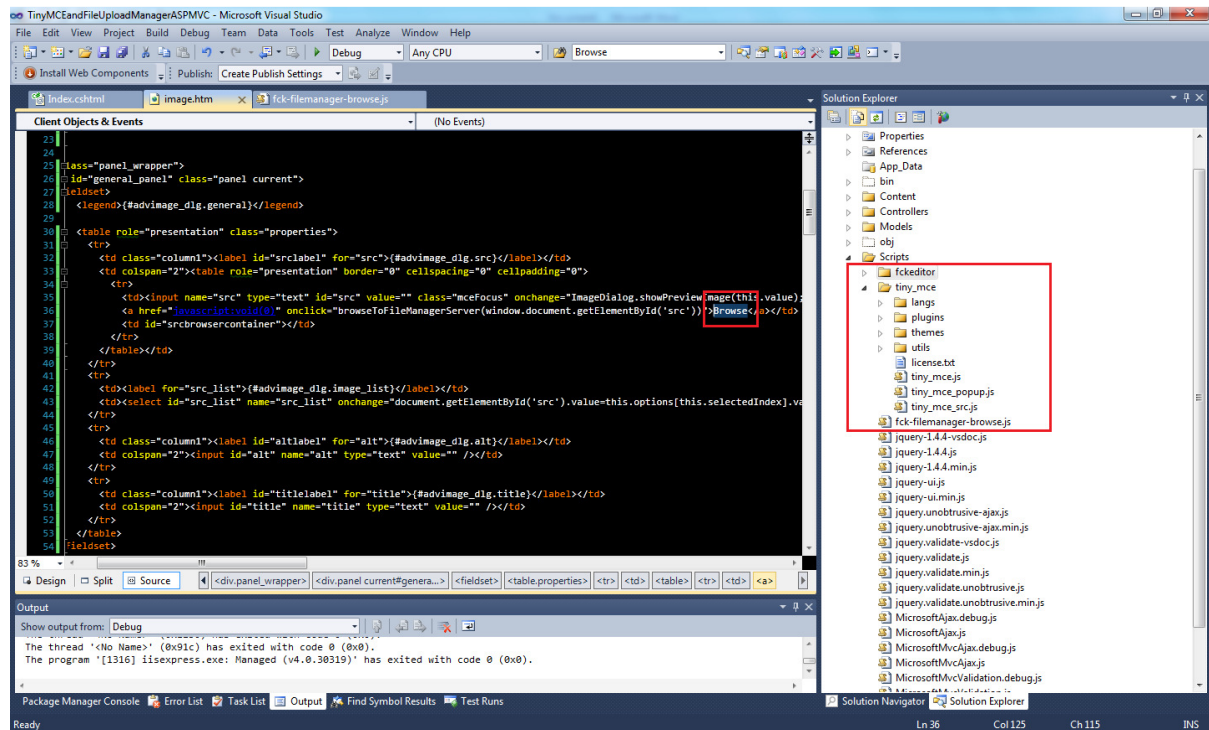 TinyMCEandFileUploadManagerASPMVC - Microsoft Visual Studio
File Edit View Project Build Debug Team Data Tools Test Analyze Window Help
Debug Any CPU Browse
Install Web Components Publish: Create Publish Settings
Index.cshtml image.htm fck-filemanager-browse.js
Client Objects & Events (No Events)
23
24
25 lass="panel_wrapper">
26 id="general_panel" class="panel current">
27 ieldset>
28 <legend>{#advimage_dlg.general}</legend>
29
30 <table role="presentation" class="properties">
31 <tr>
32 <td class="column1"><label id="srclabel" for="src">{#advimage_dlg.src}</label></td>
33 <td colspan="2"><table role="presentation" border="0" cellspacing="0" cellpadding="0">
34 <tr>
35 <td><input name="src" type="text" id="src" value="" class="mceFocus" onchange="ImageDialog.showPreviewImage(this.value);
36 <a href="javascript:void(0)" onclick="browseToFileManagerServer(window.document.getElementById('src'))">Browse</a></td>
37 <td id="srcbrowsercontainer"></td>
38 </tr>
39 </table></td>
40 </tr>
41 <tr>
42 <td><label for="src_list">{#advimage_dlg.image_list}</label></td>
43 <td><select id="src_list" name="src_list" onchange="document.getElementById('src').value=this.options[this.selectedIndex].va
44 </tr>
45 <tr>
46 <td class="column1"><label id="altlabel" for="alt">{#advimage_dlg.alt}</label></td>
47 <td colspan="2"><input id="alt" name="alt" type="text" value="" /></td>
48 </tr>
49 <tr>
50 <td class="column1"><label id="titlelabel" for="title">{#advimage_dlg.title}</label></td>
51 <td colspan="2"><input id="title" name="title" type="text" value="" /></td>
52 </tr>
53 </table>
54 fieldset>
83 %
Design Split Source <div.panel_wrapper> <div.panel current#genera...> <fieldset> <table.properties> <tr> <td> <table> <tr> <td> <a>
Output
Show output from: Debug
The thread '<No Name>' (0x91c) has exited with code 0 (0x0).
The program '[1316] iisexpress.exe: Managed (v4.0.30319)' has exited with code 0 (0x0).
Package Manager Console Error List Task List Output Find Symbol Results Test Runs
Solution Explorer
Properties
References
App_Data
bin
Content
Controllers
Models
obj
Scripts
fckeditor
tiny_mce
langs
plugins
themes
utils
license.txt
tiny_mce.js
tiny_mce_popup.js
tiny_mce_src.js
fck-filemanager-browse.js
jquery-1.4.4-vsdoc.js
jquery-1.4.4.js
jquery-1.4.4.min.js
jquery-ui.js
jquery-ui.min.js
jquery.unobtrusive-ajax.js
jquery.unobtrusive-ajax.min.js
jquery.validate-vsdoc.js
jquery.validate.js
jquery.validate.min.js
jquery.validate.unobtrusive.js
jquery.validate.unobtrusive.min.js
MicrosoftAjax.debug.js
MicrosoftAjax.js
MicrosoftMvcAjax.debug.js
MicrosoftMvcAjax.js
MicrosoftMvcValidation.debug.js
Solution Navigator Solution Explorer
Ready Ln 36 Col 125 Ch 115 INS